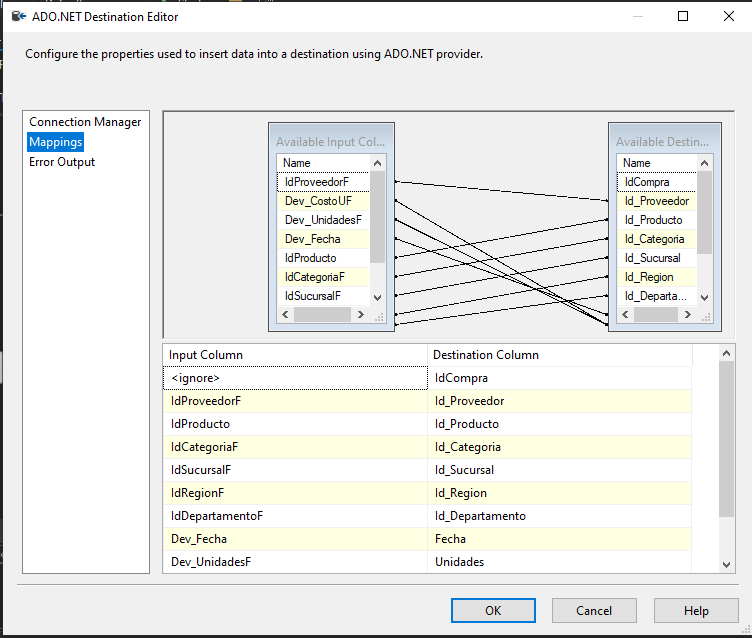 ADO.NET Destination Editor
Configure the properties used to insert data into a destination using ADO.NET provider.
Connection Manager
Mappings
Error Output
Available Input Col...
Name
IdProveedorF
Dev_CostoUF
Dev_UnidadesF
Dev_Fecha
IdProducto
IdCategoriaF
IdSucursalF
Available Destin...
Name
IdCompra
Id_Proveedor
Id_Producto
Id_Categoria
Id_Sucursal
Id_Region
Id_Departa...
Input Column Destination Column
<ignore> IdCompra
IdProveedorF Id_Proveedor
IdProducto Id_Producto
IdCategoriaF Id_Categoria
IdSucursalF Id_Sucursal
IdRegionF Id_Region
IdDepartamentoF Id_Departamento
Dev_Fecha Fecha
Dev_UnidadesF Unidades
OK Cancel Help